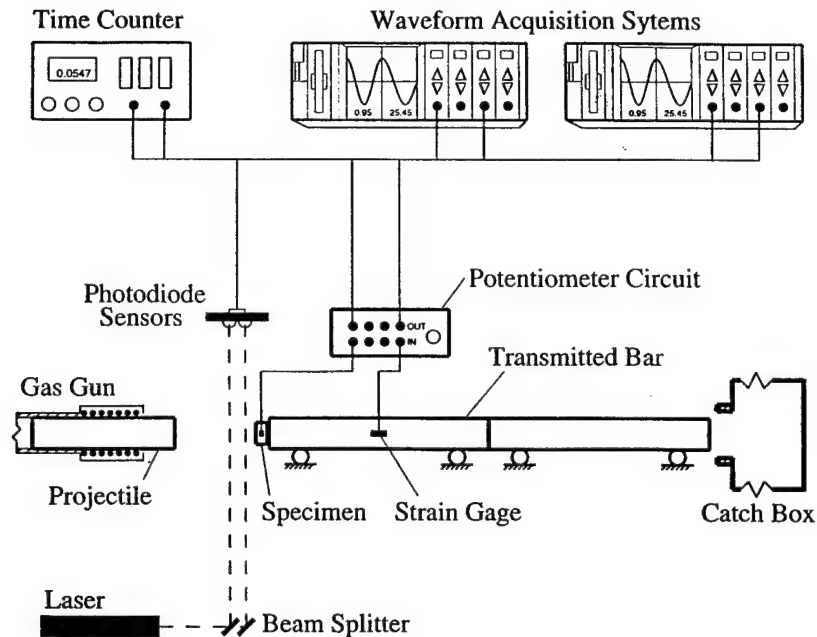 Time Counter
Waveform Acquisition Sytems
0.0547
0.95 25.45
0.95 25.45
Potentiometer Circuit
Photodiode
Sensors
OUT
IN
Transmitted Bar
Gas Gun
Projectile
Specimen
Strain Gage
Catch Box
Laser
Beam Splitter